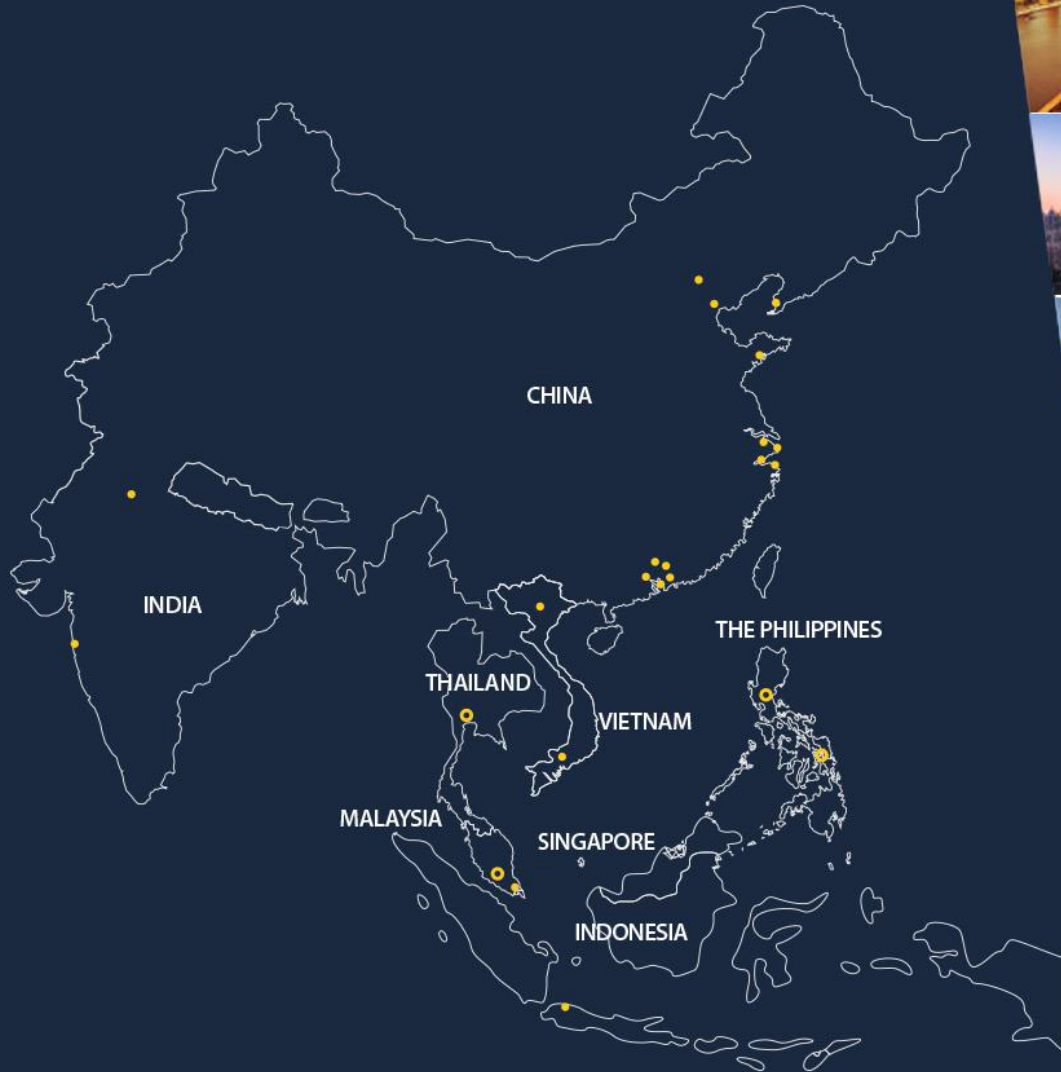 CHINA
INDIA
THE PHILIPPINES
THAILAND
VIETNAM
MALAYSIA
SINGAPORE
INDONESIA